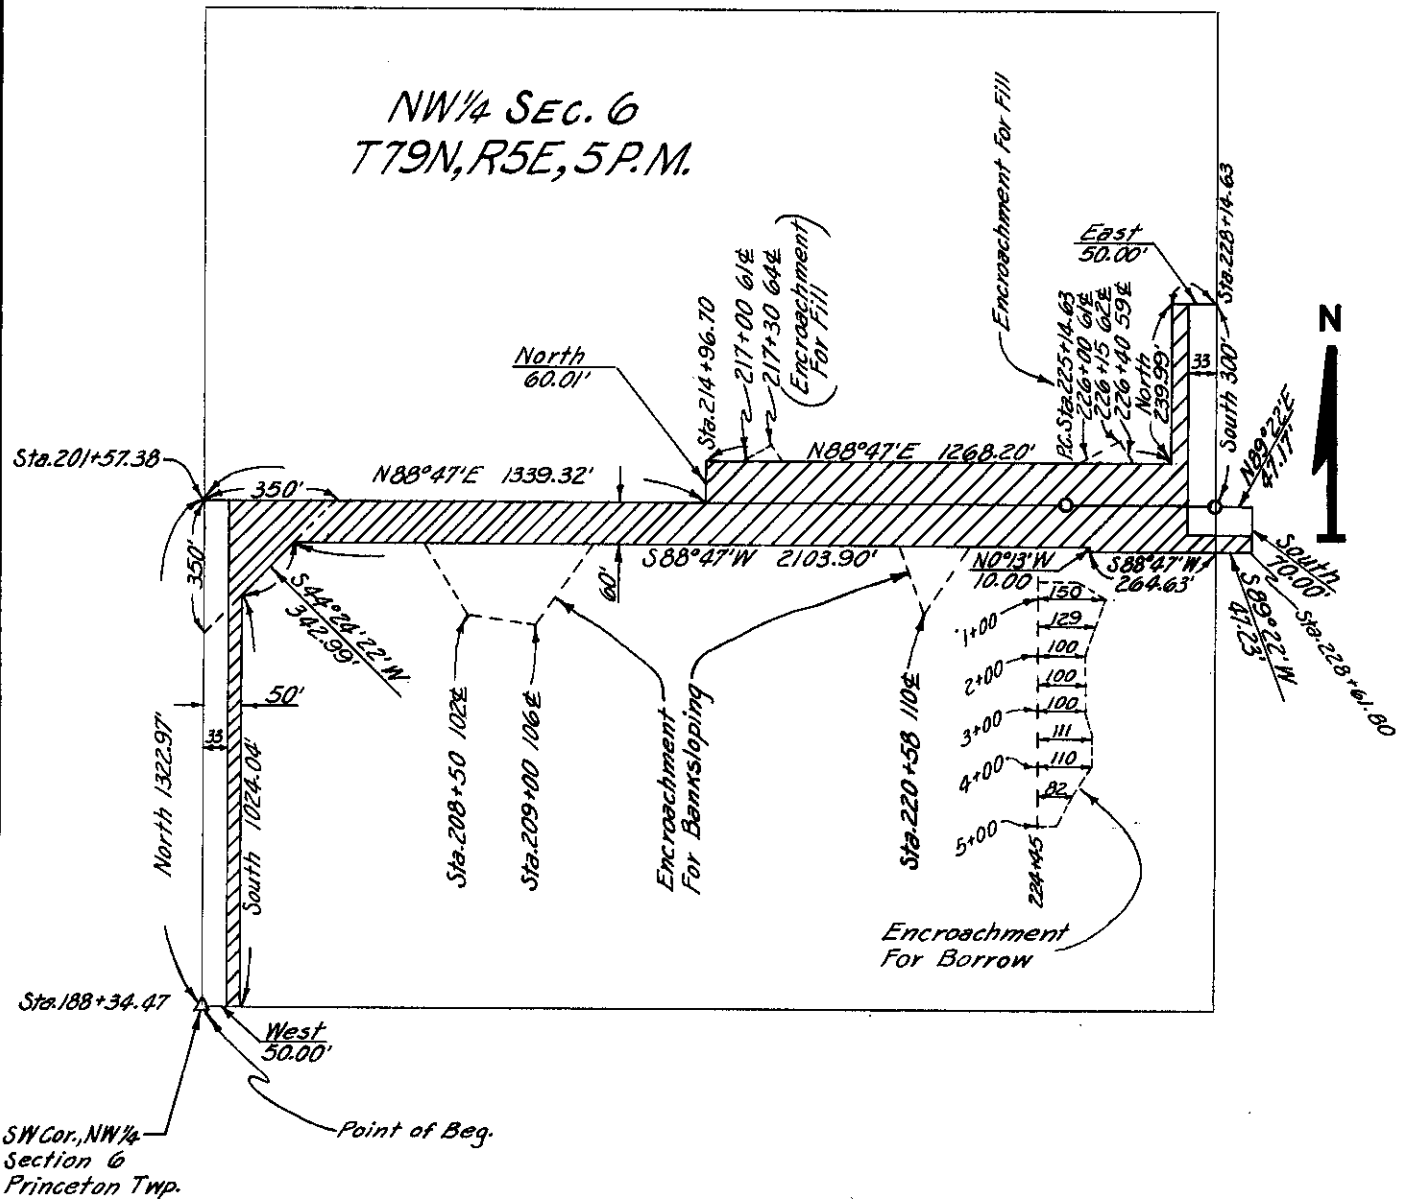 NW¼ SEC. 6
T79N, R5E, 5 P.M.
Encroachment For Fill
Sta. 228+14.63
East
50.00'
N
217+00 61℄
217+30 64℄
(Encroachment
For Fill)
Sta. 214+96.70
North
60.01'
P.C. Sta. 225+14.63
226+00 61℄
226+15 62℄
226+40 59℄
North
239.99'
33
South 300'
N89°22'E
47.17'
Sta. 201+57.38
350'
N88°47'E 1339.32'
N88°47'E 1268.20'
350'
S88°47'W 2103.90'
60'
N0°13'W
10.00'
S88°47'W
264.63'
South
70.00'
S89°22'W
47.23'
Sta. 228+61.80
S44°24'22"W
342.99'
50'
33
North 1322.97'
South 1024.04'
Sta. 208+50 102℄
Sta. 209+00 106℄
Encroachment
For Banksloping
Sta. 220+58 110℄
150
1+00
129
100
2+00
100
100
3+00
111
110
4+00
82
5+00
224+45
Encroachment
For Borrow
Sta. 188+34.47
West
50.00'
Point of Beg.
SW Cor., NW¼
Section 6
Princeton Twp.